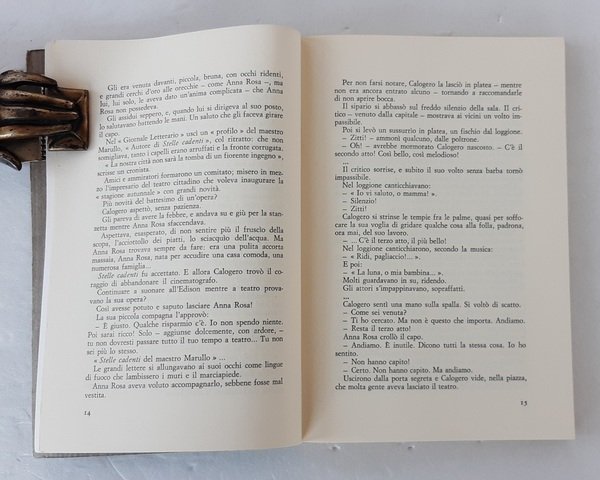 Gli era venuta davanti, piccola, bruna, con occhi ridenti,
e grandi cerchi d'oro alle orecchie – come Anna Rosa –, ma
lui, lui solo, le aveva dato un'anima complicata – che Anna
Rosa non possedeva.
Gli assidui seppero, e, quando lui si dirigeva al suo posto,
lo salutavano battendo le mani. Un saluto che gli faceva girare
il capo.
Nel « Giornale Letterario » uscì un « profilo » del maestro
Marullo, « Autore di Stelle cadenti », col ritratto: che non
somigliava, tanto i capelli erano arruffati e la fronte corrugata.
« La nostra città non sarà la tomba di un fiorente ingegno »,
scrisse un cronista.
Amici e ammiratori formarono un comitato; misero in mez-
zo l'impresario del teatro cittadino che voleva inaugurare la
« stagione autunnale » con grandi novità.
Più novità del battesimo di un'opera?
Calogero aspettò, senza pazienza.
Gli pareva di avere la febbre, e andava su e giù per la stan-
zetta mentre Anna Rosa sfaccendava.
Aspettava, esasperato, di non sentire più il fruscìo della
scopa, l'acciottolìo dei piatti, lo sciacquìo dell'acqua. Ma
Anna Rosa trovava sempre da fare: era una pulita accorta
massaia, Anna Rosa, nata per accudire una casa comoda, una
numerosa famiglia...
Stelle cadenti fu accettato. E allora Calogero trovò il co-
raggio di abbandonare il cinematografo.
Continuare a suonare all'Edison mentre a teatro prova-
vano la sua opera?
Così avesse potuto e saputo lasciare Anna Rosa!
La sua piccola compagna l'approvò:
– È giusto. Qualche risparmio c'è. Io non spendo niente.
Poi sarai ricco! Solo – aggiunse dolcemente, con ardore, –
tu non dovresti passare tutto il tuo tempo a teatro... Tu non
sei più lo stesso.
« Stelle cadenti del maestro Marullo » ...
Le grandi lettere si allungavano ai suoi occhi come lingue
di fuoco che lambissero i muri e il marciapiede.
Anna Rosa aveva voluto accompagnarlo, sebbene fosse mal
vestita.
14
Per non farsi notare, Calogero la lasciò in platea – mentre
non era ancora entrato alcuno – tornando a raccomandarle
di non aprire bocca.
Il sipario si abbassò sul freddo silenzio della sala. Il cri-
tico – venuto dalla capitale – mostrava ai vicini un volto im-
passibile.
Poi si levò un sussurrìo in platea, un fischio dal loggione.
– Zitti! – ammonì qualcuno, dalle poltrone.
– Oh! – avrebbe mormorato Calogero nascosto. – C'è il
secondo atto! Così bello, così melodioso!
...
Il critico sorrise, e subito il suo volto senza barba tornò
impassibile.
Nel loggione canticchiavano:
– « Io vi saluto, o mamma! ».
– Silenzio!
– Zitti!
Calogero si strinse le tempie fra le palme, quasi per soffo-
care la sua voglia di gridare qualche cosa alla folla, padrona,
ora mai, del suo lavoro.
– ... C'è il terzo atto, il più bello!
Nel loggione canticchiarono, secondo la musica:
– « Ridi, pagliaccio!... ».
E poi:
– « La luna, o mia bambina... ».
Molti guardavano in su, ridendo.
Gli attori s'impappinavano, sopraffatti.
...
Calogero sentì una mano sulla spalla. Si voltò di scatto.
– Come sei venuta?
– Ti ho cercato. Ma non è questo che importa. Andiamo.
– Resta il terzo atto!
Anna Rosa crollò il capo.
– Andiamo. È inutile. Dicono tutti la stessa cosa. Io ho
sentito.
– Non hanno capito!
– Certo. Non hanno capito. Ma andiamo.
Uscirono dalla porta segreta e Calogero vide, nella piazza,
che molta gente aveva lasciato il teatro.
15